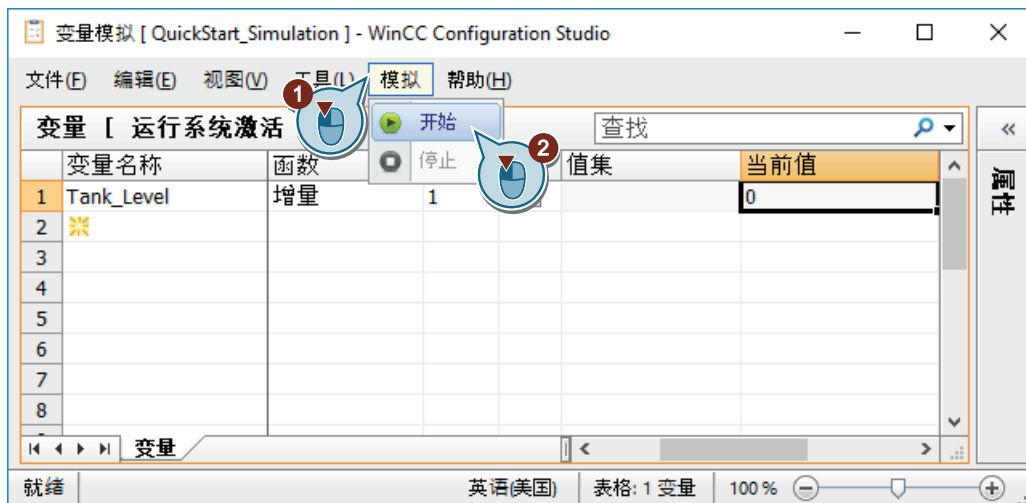 变量模拟 [ QuickStart_Simulation ] - WinCC Configuration Studio
文件(F) 编辑(E) 视图(V) 工具(L) 模拟 帮助(H)
1
变量 [ 运行系统激活 开始 查找
2
变量名称 函数 停止 值集 当前值
属性
1 Tank_Level 增量 1 0
2
3
4
5
6
7
8
变量
就绪 英语(美国) 表格: 1 变量 100 %